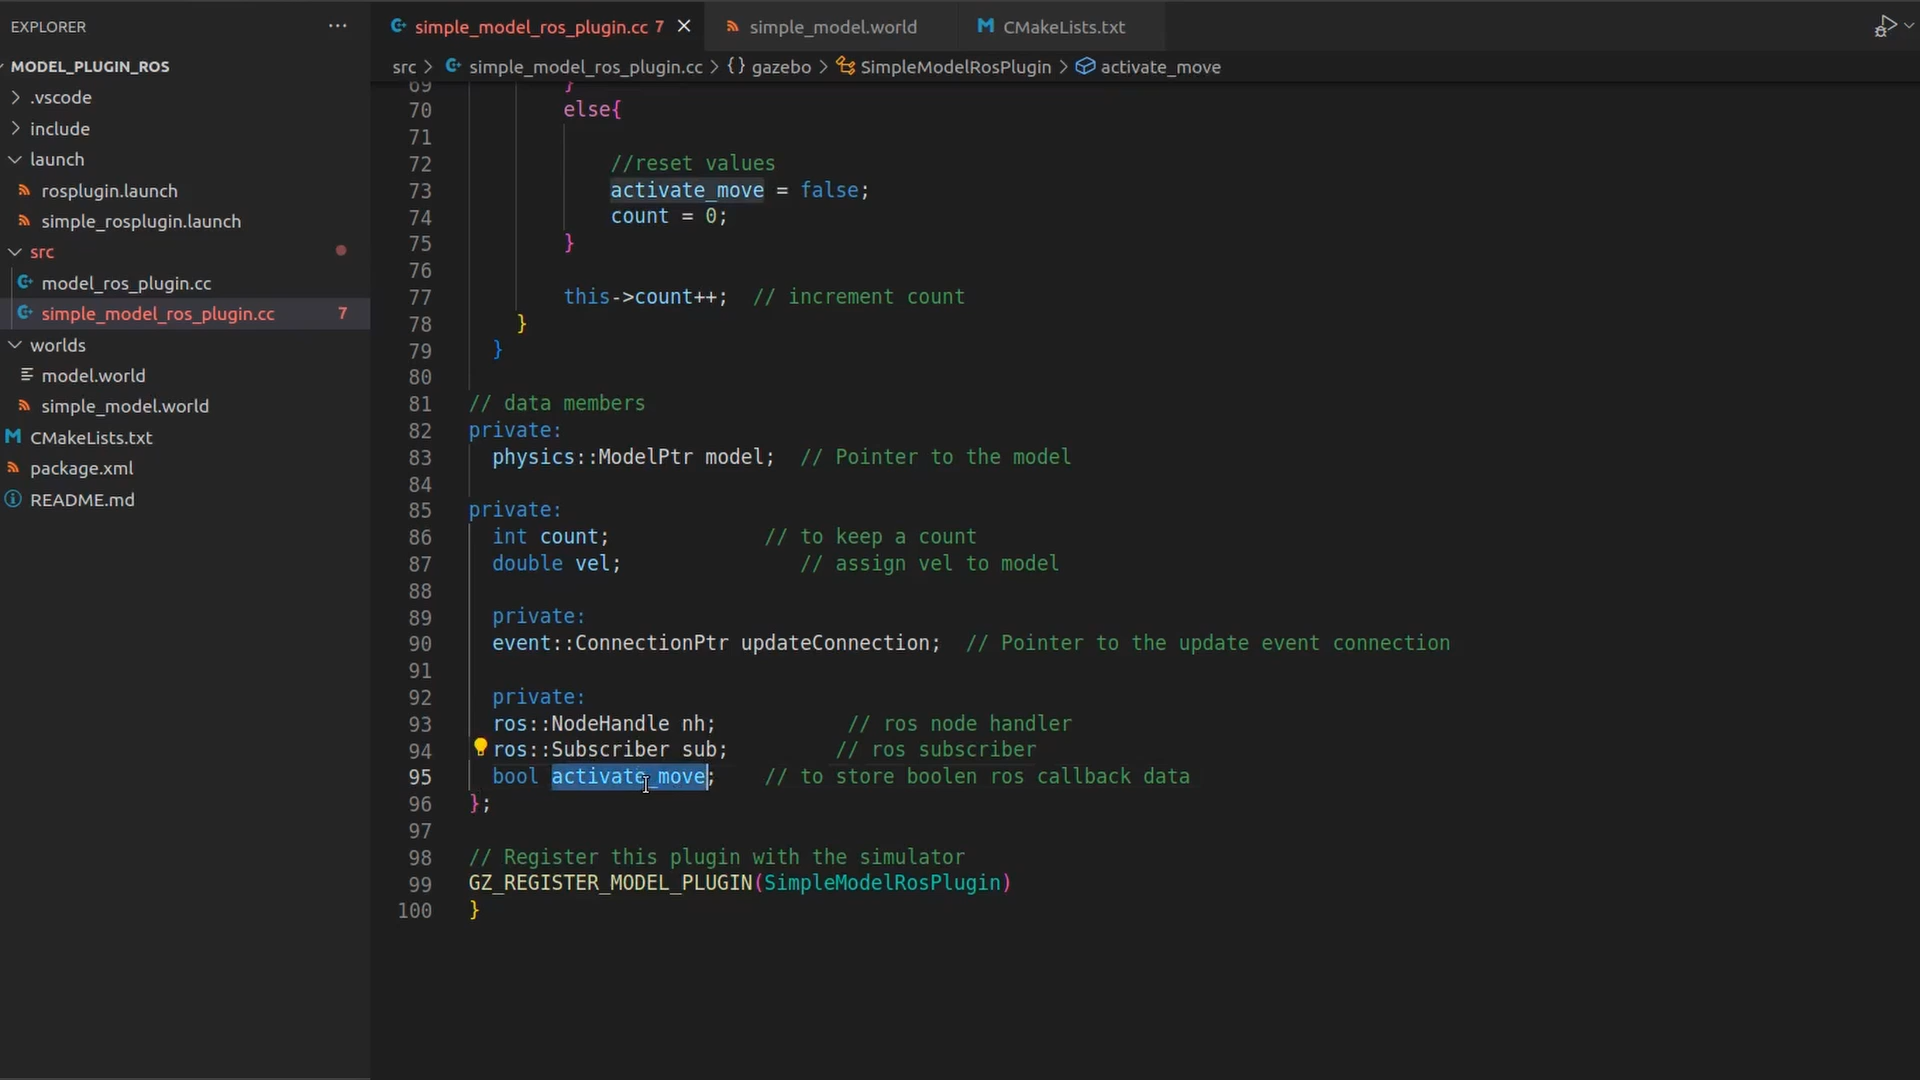 EXPLORER ...
MODEL_PLUGIN_ROS
.vscode
include
launch
rosplugin.launch
simple_rosplugin.launch
src
model_ros_plugin.cc
simple_model_ros_plugin.cc 7
worlds
model.world
simple_model.world
CMakeLists.txt
package.xml
README.md
simple_model_ros_plugin.cc 7
simple_model.world
CMakeLists.txt
src > simple_model_ros_plugin.cc > {} gazebo > SimpleModelRosPlugin > activate_move
69 }
70 else{
71
72 //reset values
73 activate_move = false;
74 count = 0;
75 }
76
77 this->count++; // increment count
78 }
79 }
80
81 // data members
82 private:
83 physics::ModelPtr model; // Pointer to the model
84
85 private:
86 int count; // to keep a count
87 double vel; // assign vel to model
88
89 private:
90 event::ConnectionPtr updateConnection; // Pointer to the update event connection
91
92 private:
93 ros::NodeHandle nh; // ros node handler
94 ros::Subscriber sub; // ros subscriber
95 bool activate_move; // to store boolen ros callback data
96 };
97
98 // Register this plugin with the simulator
99 GZ_REGISTER_MODEL_PLUGIN(SimpleModelRosPlugin)
100 }